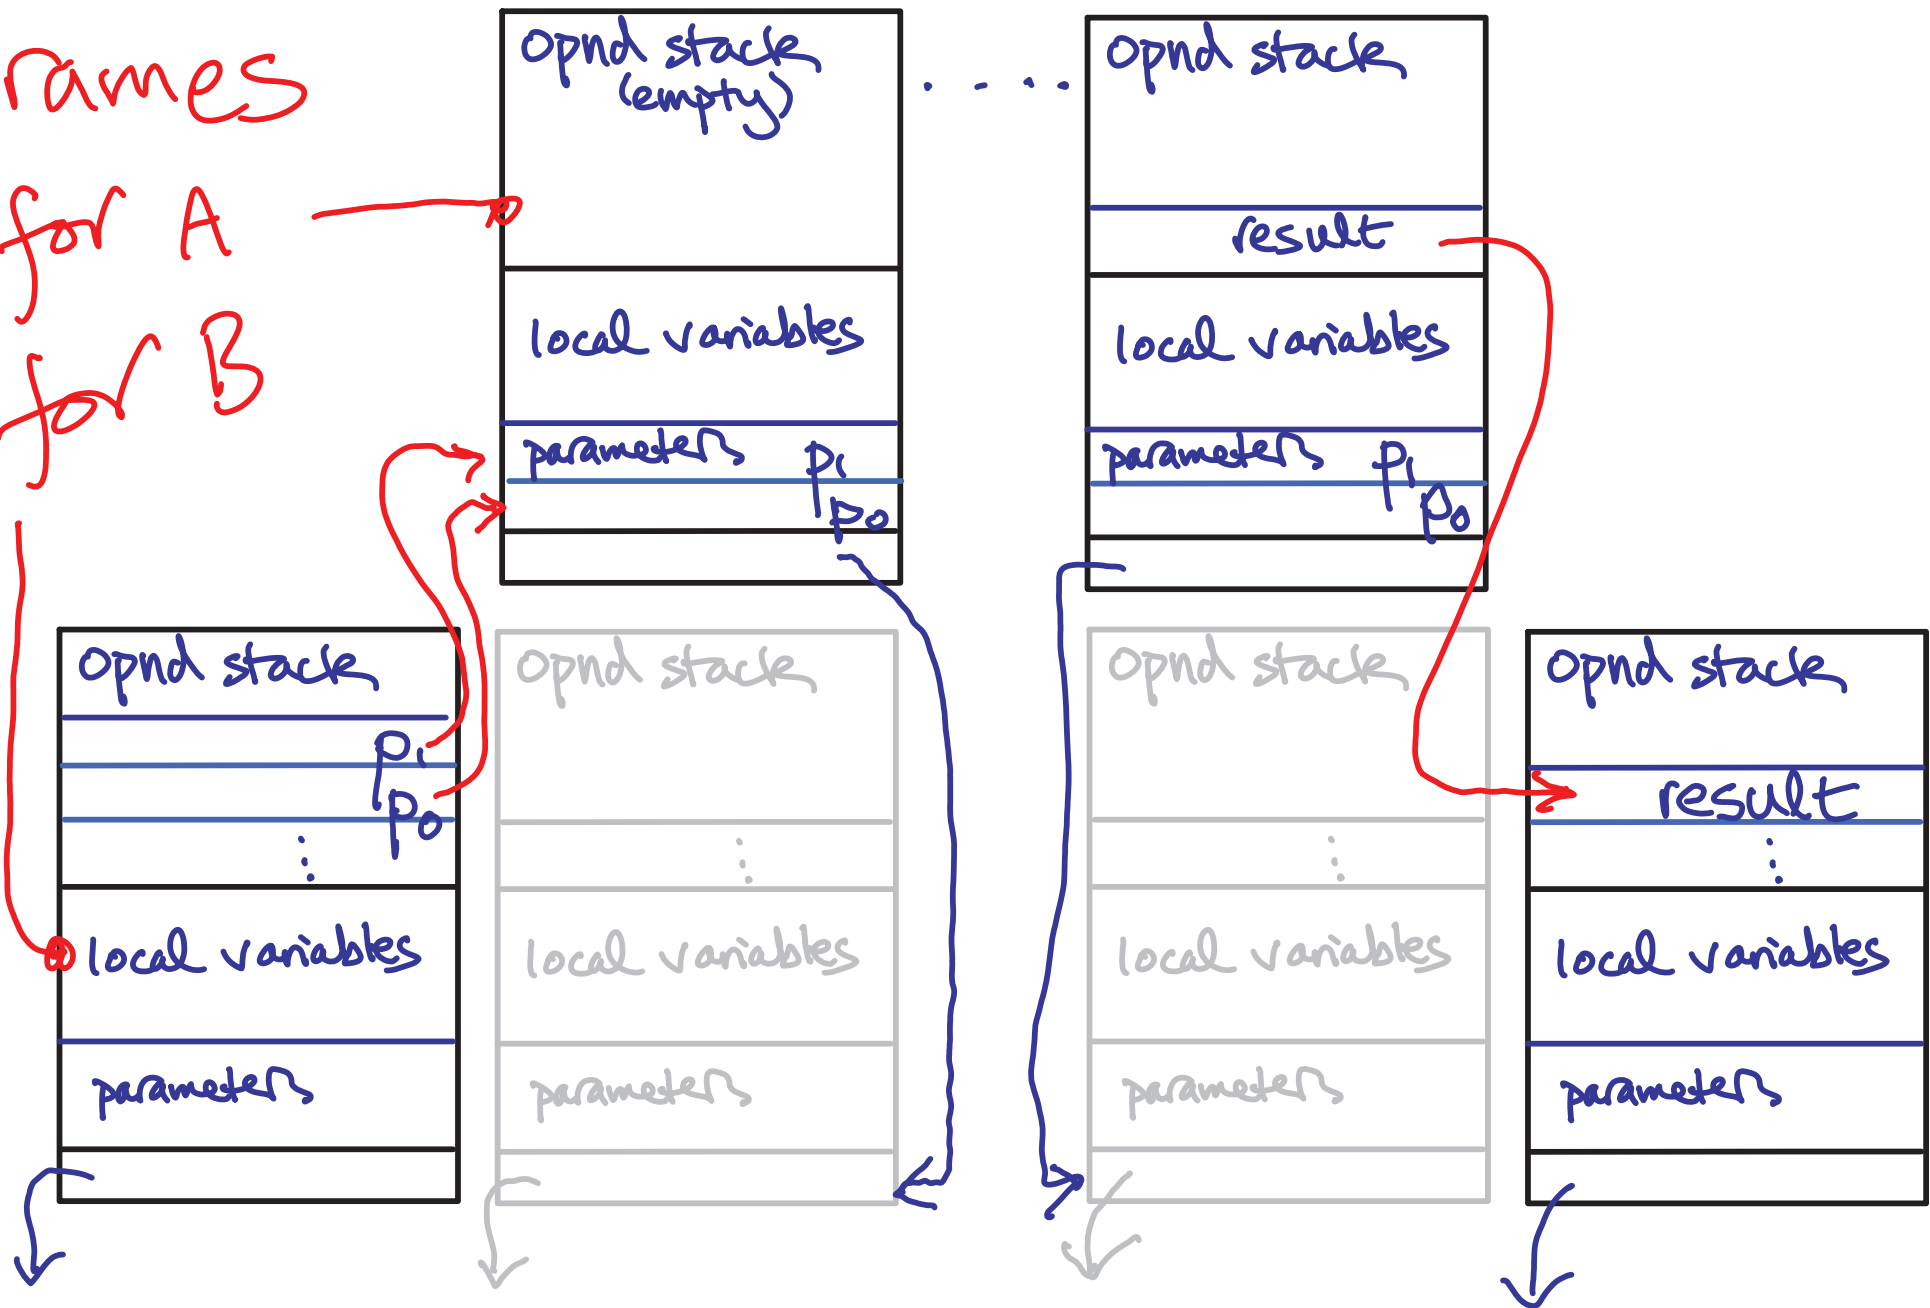 rames
for A
for B
opnd stack
(empty)
local variables
parameters p1
p0
opnd stack
result
local variables
parameters p1
p0
opnd stack
p1
p0
local variables
parameters
opnd stack
local variables
parameters
opnd stack
local variables
parameters
opnd stack
result
local variables
parameters